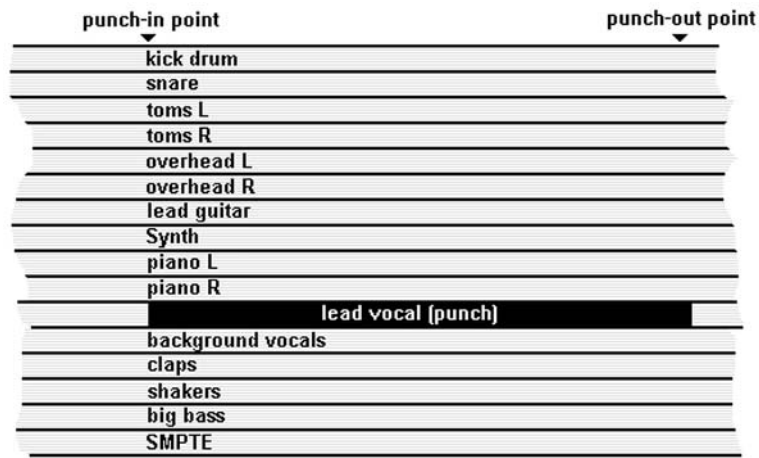 punch-in point punch-out point
kick drum
snare
toms L
toms R
overhead L
overhead R
lead guitar
Synth
piano L
piano R
lead vocal (punch)
background vocals
claps
shakers
big bass
SMPTE